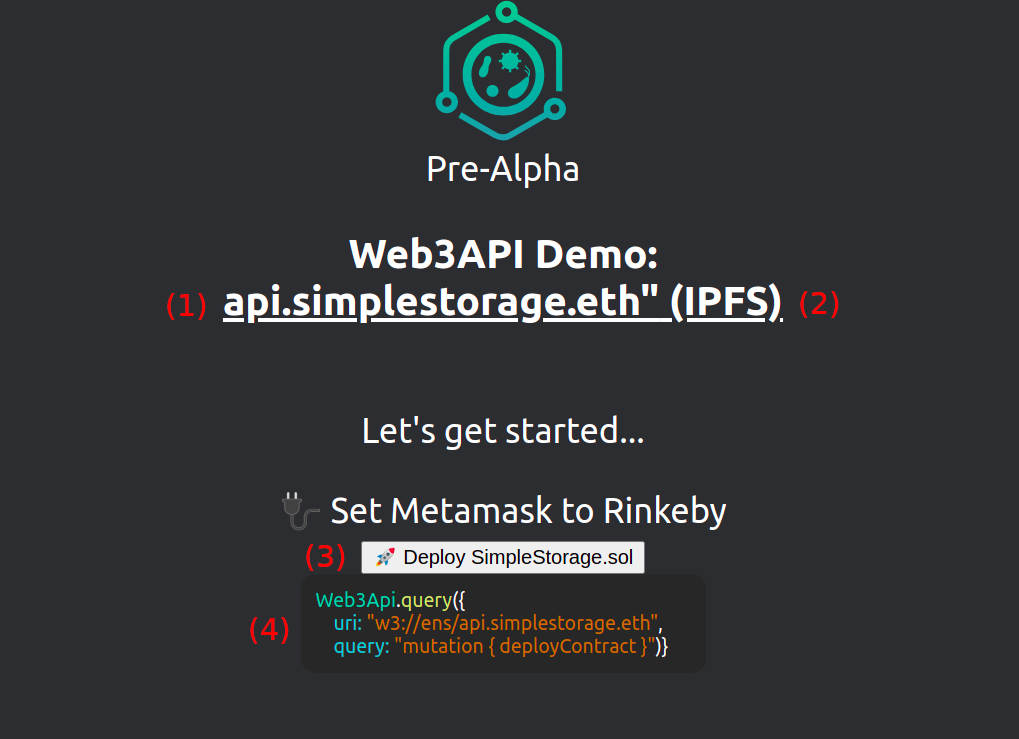 Pre-Alpha
Web3API Demo:
(1) api.simplestorage.eth" (IPFS) (2)
Let's get started...
🔌 Set Metamask to Rinkeby
(3) 🚀 Deploy SimpleStorage.sol
Web3Api.query({
(4) uri: "w3://ens/api.simplestorage.eth",
query: "mutation { deployContract }")}